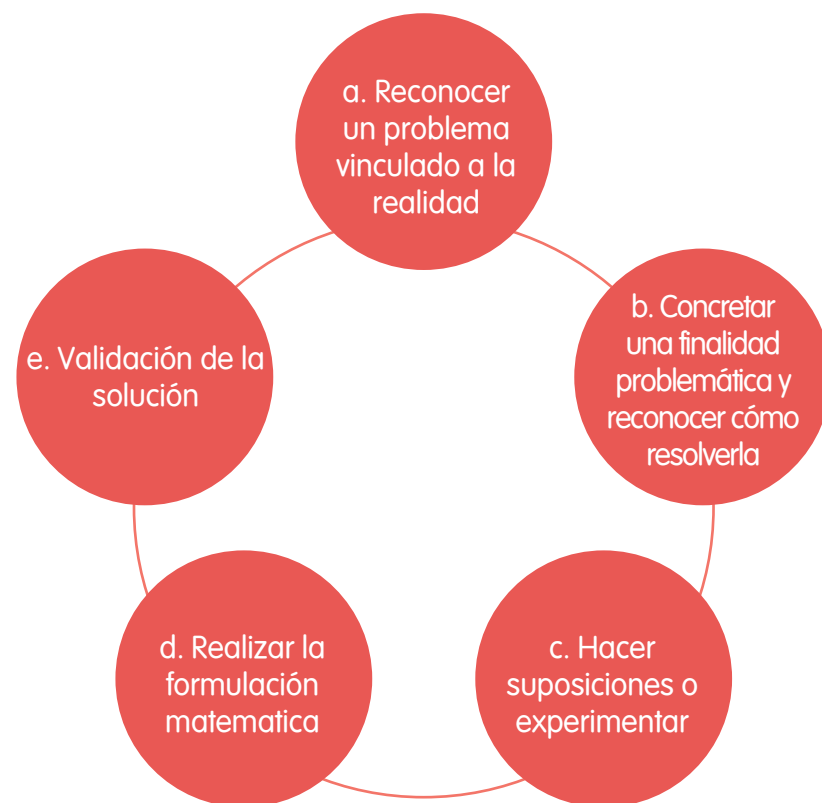 a. Reconocer
un problema
vinculado a la
realidad
b. Concretar
una finalidad
problemática y
reconocer cómo
resolverla
c. Hacer
suposiciones o
experimentar
d. Realizar la
formulación
matematica
e. Validación de la
solución